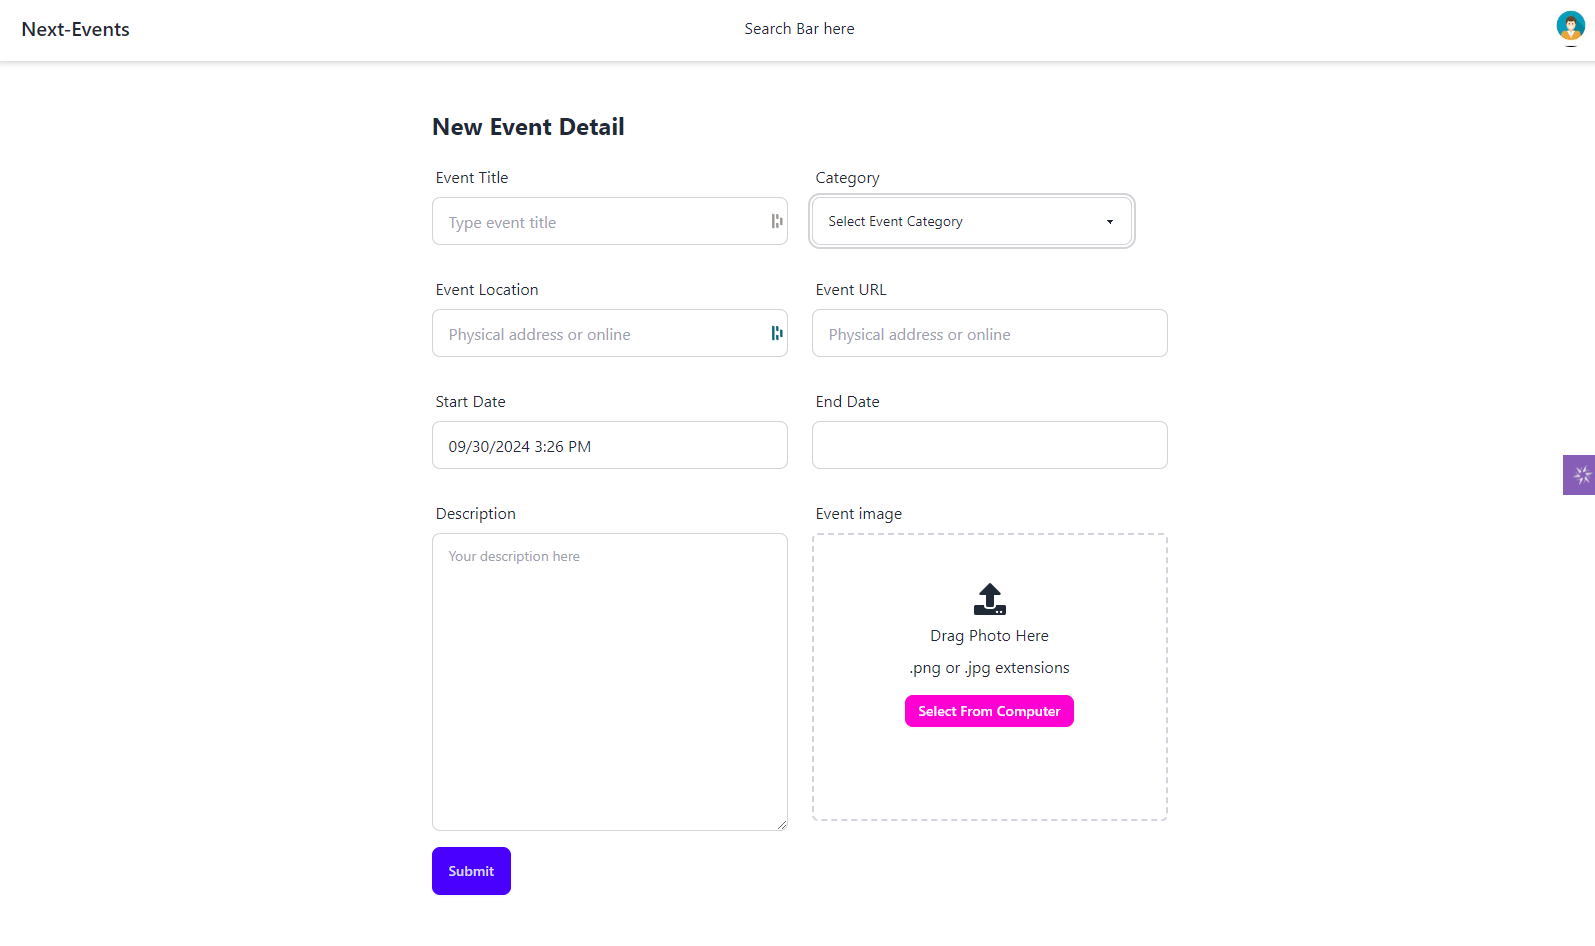 Next-Events
Search Bar here
New Event Detail
Event Title
Category
Type event title
Select Event Category
Event Location
Event URL
Physical address or online
Physical address or online
Start Date
End Date
09/30/2024 3:26 PM
Description
Event image
Your description here
Drag Photo Here
.png or .jpg extensions
Select From Computer
Submit